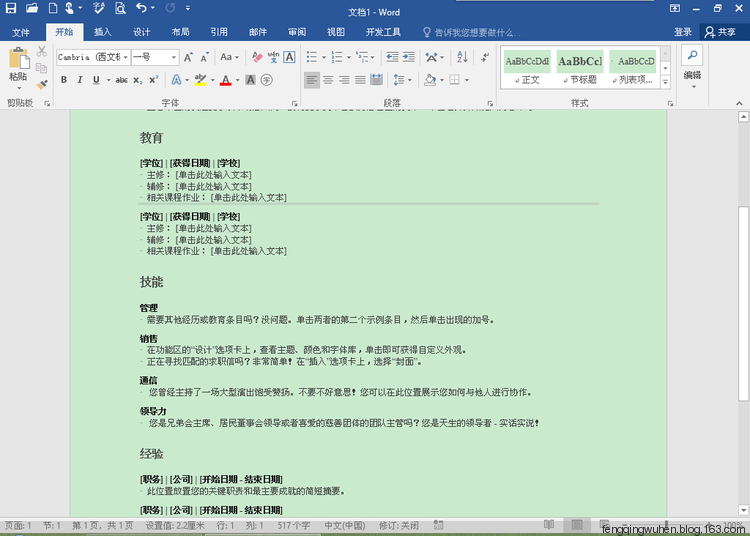 文档1 - Word
文件 开始 插入 设计 布局 引用 邮件 审阅 视图 开发工具 告诉我您想要做什么... 登录 共享
Cambria (西文标 一号
粘贴
AaBbCcDdI AaBbCcI AaBbCcD
正文 节标题 列表项...
编辑
剪贴板 字体 段落 样式
教育
[学位] | [获得日期] | [学校]
· 主修： [单击此处输入文本]
· 辅修： [单击此处输入文本]
· 相关课程作业： [单击此处输入文本]
[学位] | [获得日期] | [学校]
· 主修： [单击此处输入文本]
· 辅修： [单击此处输入文本]
· 相关课程作业： [单击此处输入文本]
技能
管理
· 需要其他经历或教育条目吗？没问题。单击两者的第二个示例条目，然后单击出现的加号。
销售
· 在功能区的“设计”选项卡上，查看主题、颜色和字体库，单击即可获得自定义外观。
· 正在寻找匹配的求职信吗？非常简单！在“插入”选项卡上，选择“封面”。
通信
· 您曾经主持了一场大型演出饱受赞扬。不要不好意思！您可以在此位置展示您如何与他人进行协作。
领导力
· 您是兄弟会主席、居民董事会领导或者喜爱的慈善团体的团队主管吗？您是天生的领导者 - 实话实说！
经验
[职务] | [公司] | [开始日期 - 结束日期]
· 此位置放置您的关键职责和最主要成就的简短摘要。
[职务] | [公司] | [开始日期 - 结束日期]
页面: 1 节: 1 第 1 页，共 1 页 设置值: 2.2厘米 行: 1 列: 1 517 个字 中文(中国) 修订: 关闭 100%
fengqingwuhen.blog.163.com